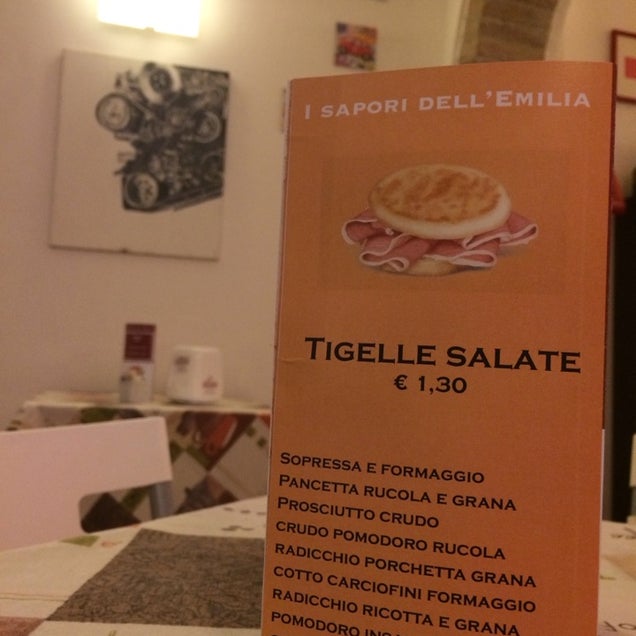 I SAPORI DELL'EMILIA
TIGELLE SALATE
€ 1,30
SOPRESSA E FORMAGGIO
PANCETTA RUCOLA E GRANA
PROSCIUTTO CRUDO
CRUDO POMODORO RUCOLA
RADICCHIO PORCHETTA GRANA
COTTO CARCIOFINI FORMAGGIO
RADICCHIO RICOTTA E GRANA
POMODORO